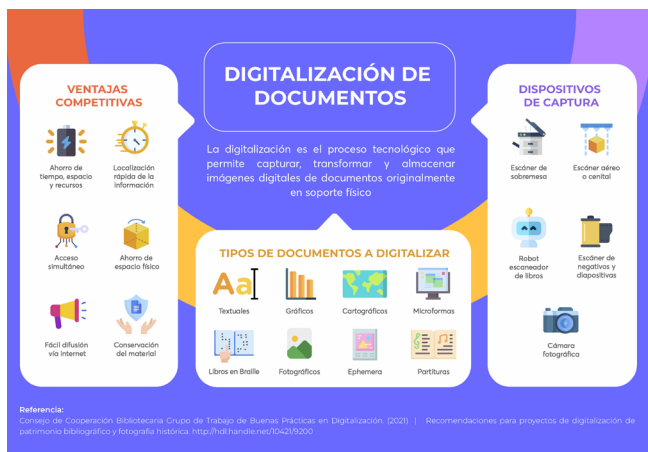 DIGITALIZACIÓN DE
DOCUMENTOS
La digitalización es el proceso tecnológico que
permite capturar, transformar y almacenar
imágenes digitales de documentos originalmente
en soporte físico
VENTAJAS
COMPETITIVAS
Ahorro de
tiempo, espacio
y recursos
Localización
rápida de la
información
Acceso
simultáneo
Ahorro de
espacio físico
Fácil difusión
vía internet
Conservación
del material
TIPOS DE DOCUMENTOS A DIGITALIZAR
Aa
Textuales
Gráficos
Cartográficos
Microformas
Libros en Braille
Fotográficos
Ephemera
Partituras
DISPOSITIVOS
DE CAPTURA
Escáner de
sobremesa
Escáner aéreo
o cenital
Robot
escaneador
de libros
Escáner de
negativos y
diapositivas
Cámara
fotográfica
Referencia:
Consejo de Cooperación Bibliotecaria Grupo de Trabajo de Buenas Prácticas en Digitalización. (2021) | Recomendaciones para proyectos de digitalización de
patrimonio bibliográfico y fotografía histórica. http://hdl.handle.net/10421/9200